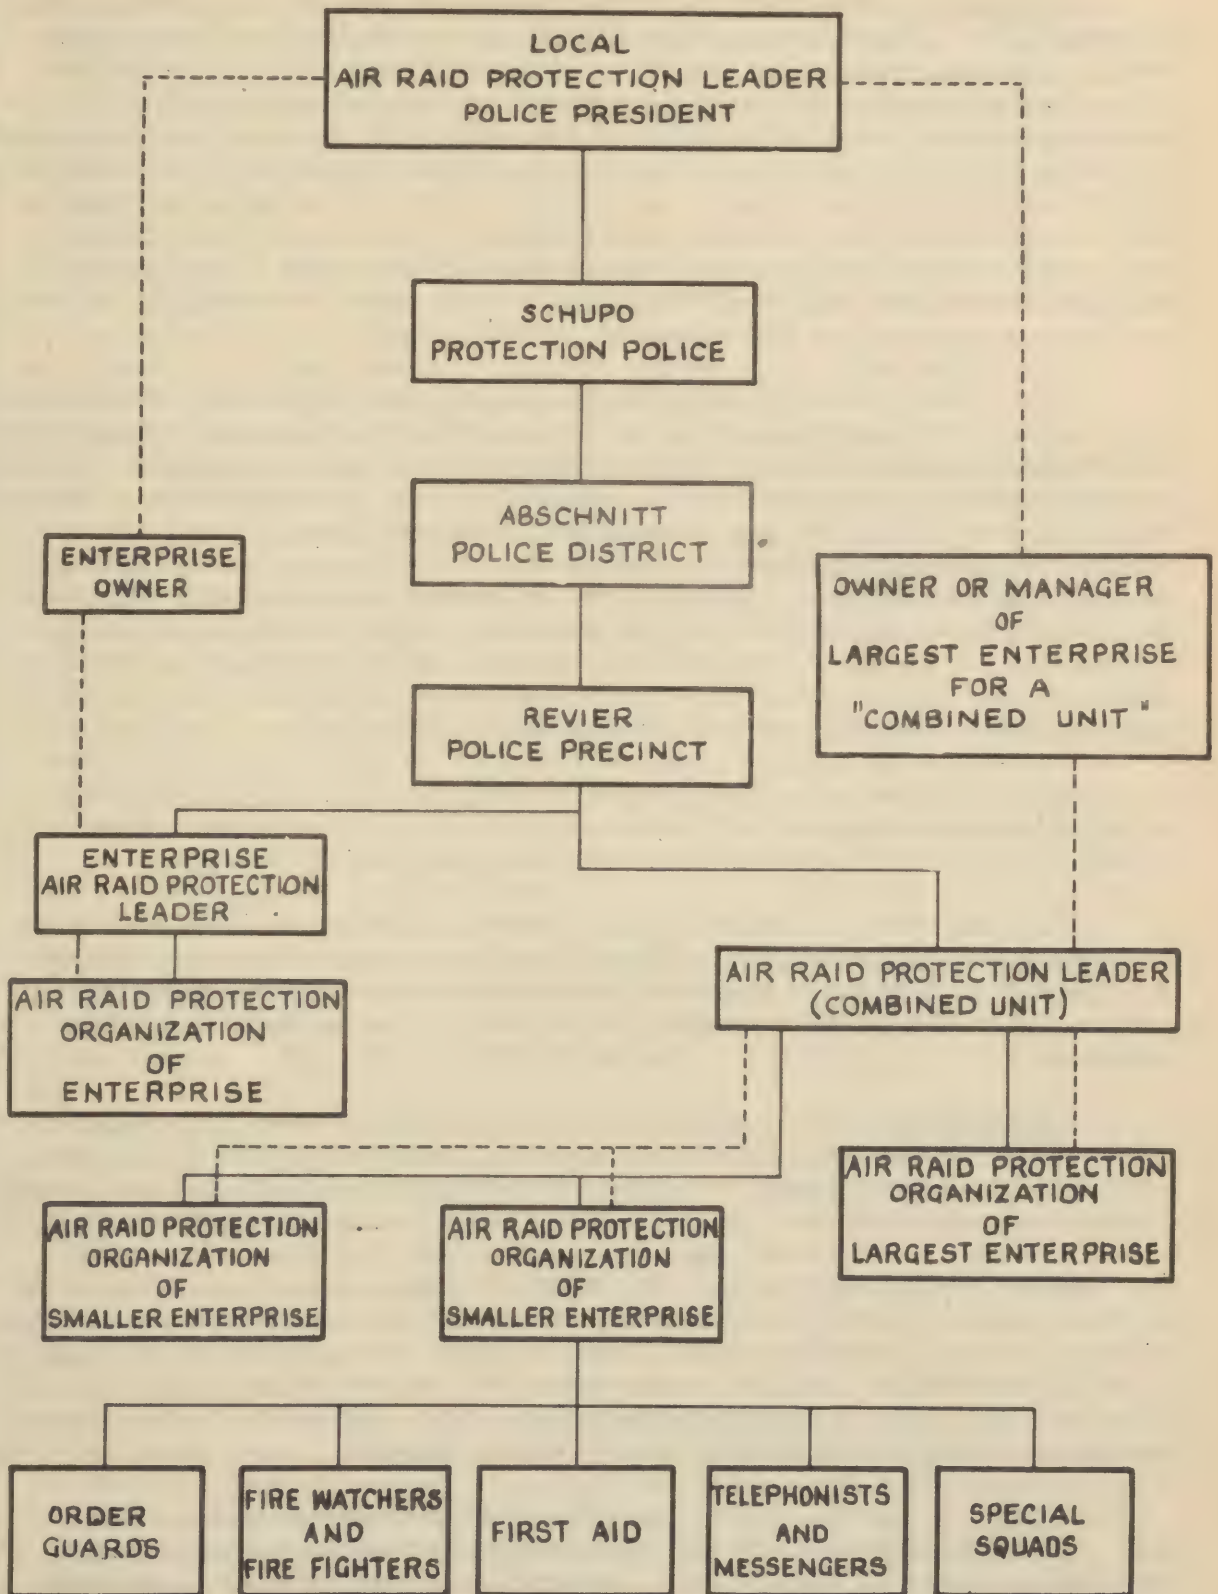 LOCAL
AIR RAID PROTECTION LEADER
POLICE PRESIDENT
SCHUPO
PROTECTION POLICE
ABSCHNITT
POLICE DISTRICT
ENTERPRISE
OWNER
OWNER OR MANAGER
OF
LARGEST ENTERPRISE
FOR A
"COMBINED UNIT"
REVIER
POLICE PRECINCT
ENTERPRISE
AIR RAID PROTECTION
LEADER
AIR RAID PROTECTION LEADER
(COMBINED UNIT)
AIR RAID PROTECTION
ORGANIZATION
OF
ENTERPRISE
AIR RAID PROTECTION
ORGANIZATION
OF
LARGEST ENTERPRISE
AIR RAID PROTECTION
ORGANIZATION
OF
SMALLER ENTERPRISE
AIR RAID PROTECTION
ORGANIZATION
OF
SMALLER ENTERPRISE
ORDER
GUARDS
FIRE WATCHERS
AND
FIRE FIGHTERS
FIRST AID
TELEPHONISTS
AND
MESSENGERS
SPECIAL
SQUADS